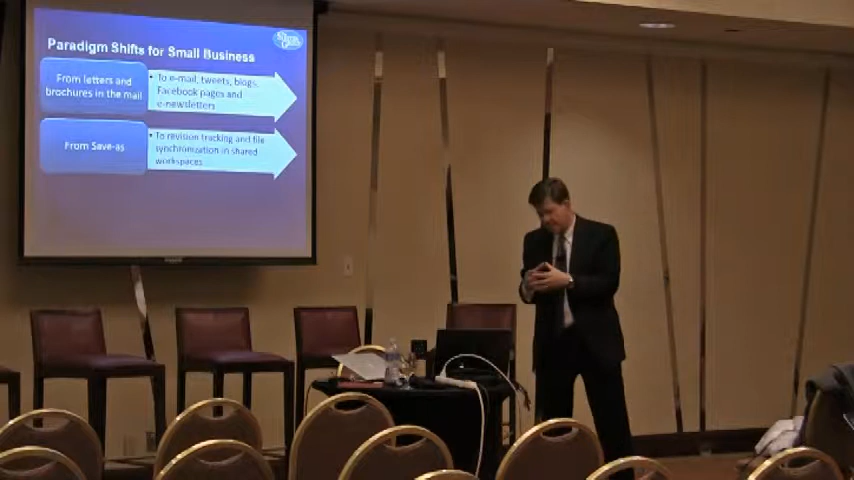 Paradigm Shifts for Small Business
From letters and
brochures in the mail
• To e-mail, tweets, blogs,
Facebook pages and
e-newsletters
From Save-as
• To revision tracking and file
synchronization in shared
workspaces